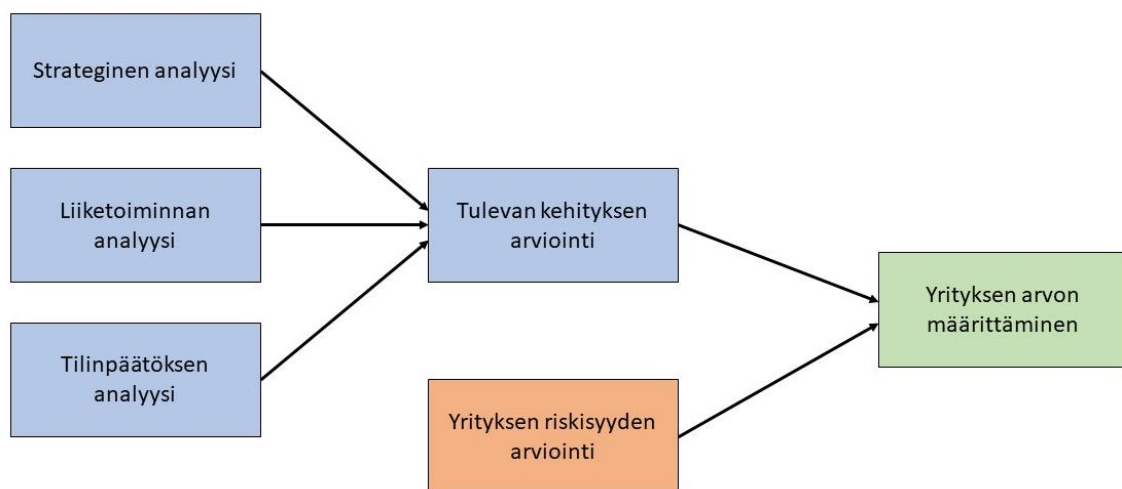 Strateginen analyysi
Liiketoiminnan
analyysi
Tilinpäätöksen
analyysi
Tulevan kehityksen
arviointi
Yrityksen riskisyyden
arviointi
Yrityksen arvon
määrittäminen